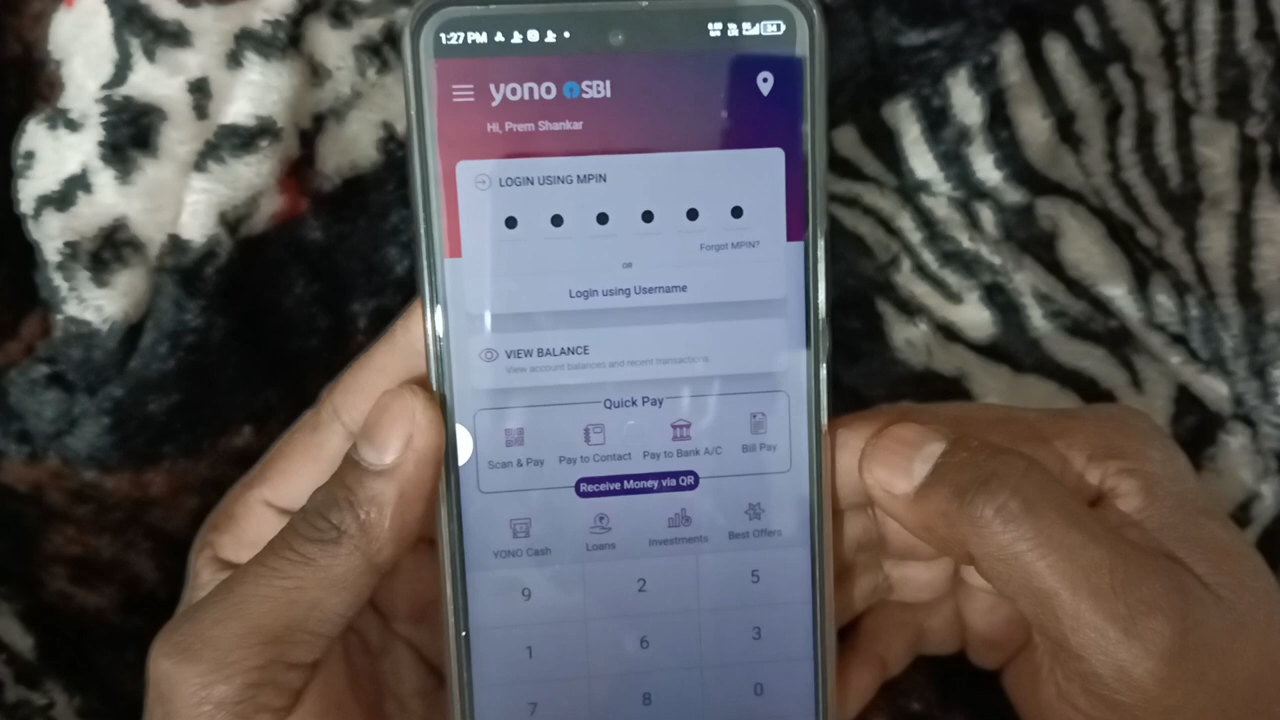 1:27 PM
84
yono SBI
Hi, Prem Shankar
LOGIN USING MPIN
Forgot MPIN?
OR
Login using Username
VIEW BALANCE
View account balances and recent transactions
Quick Pay
Scan & Pay Pay to Contact Pay to Bank A/C Bill Pay
Receive Money via QR
YONO Cash Loans Investments Best Offers
9 2 5
1 6 3
7 8 0